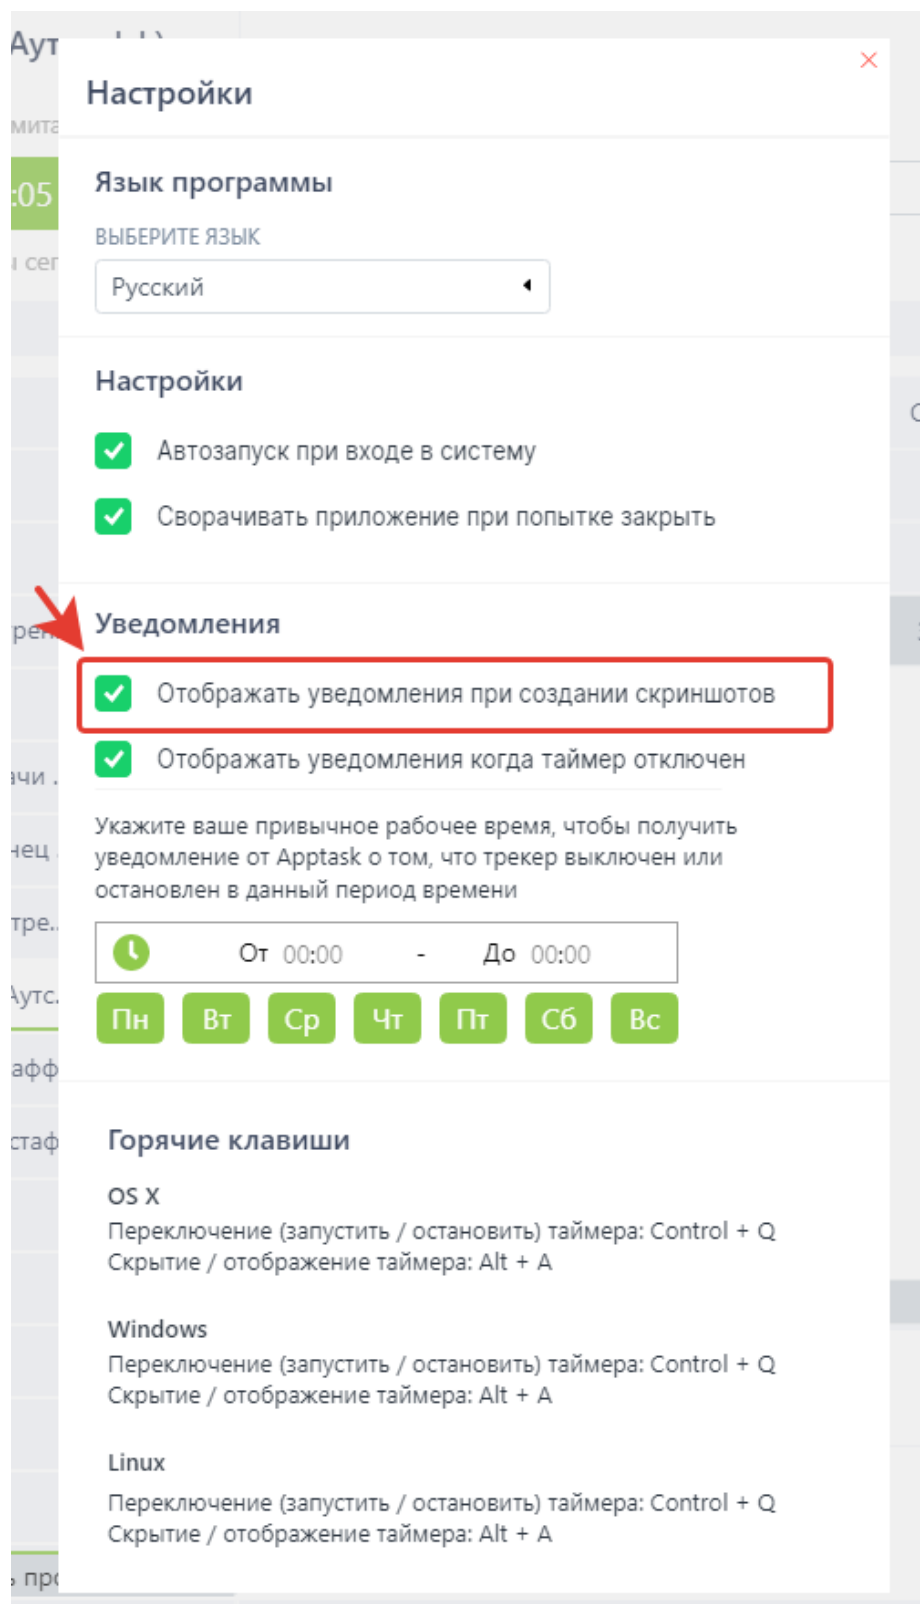 Настройки
:05
Язык программы
ВЫБЕРИТЕ ЯЗЫК
Русский
Настройки
Автозапуск при входе в систему
Сворачивать приложение при попытке закрыть
Уведомления
Отображать уведомления при создании скриншотов
Отображать уведомления когда таймер отключен
Укажите ваше привычное рабочее время, чтобы получить
уведомление от Apptask о том, что трекер выключен или
остановлен в данный период времени
От 00:00 - До 00:00
Пн Вт Ср Чт Пт Сб Вс
Горячие клавиши
OS X
Переключение (запустить / остановить) таймера: Control + Q
Скрытие / отображение таймера: Alt + A
Windows
Переключение (запустить / остановить) таймера: Control + Q
Скрытие / отображение таймера: Alt + A
Linux
Переключение (запустить / остановить) таймера: Control + Q
Скрытие / отображение таймера: Alt + A